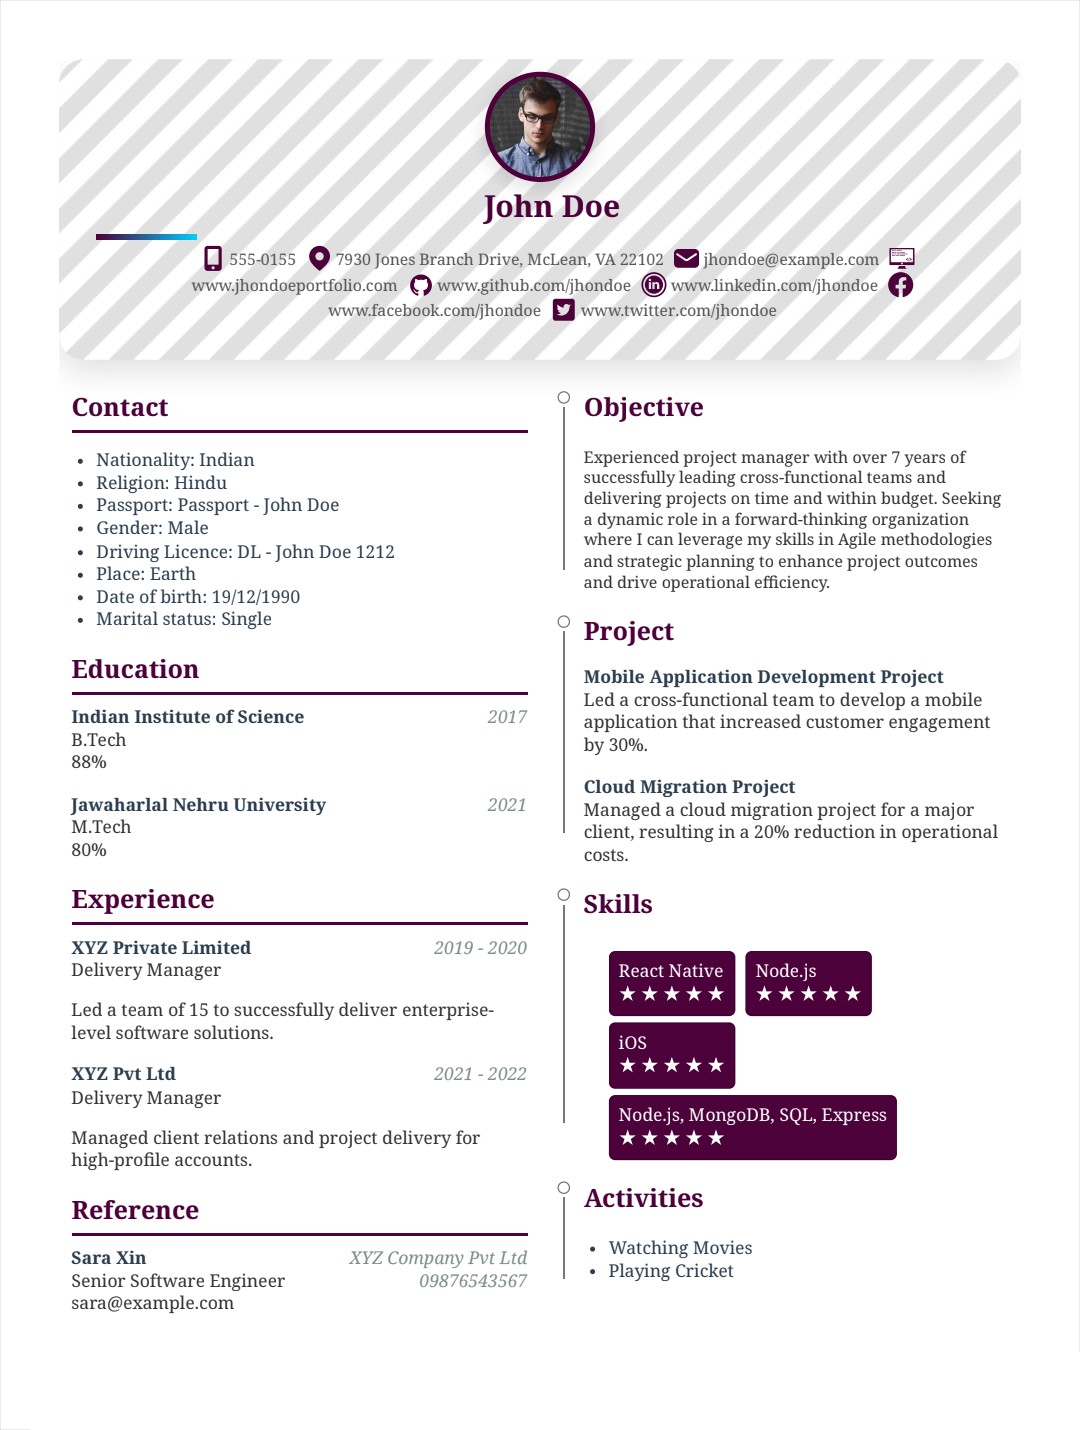 John Doe
555-0155 7930 Jones Branch Drive, McLean, VA 22102 jhondoe@example.com
www.jhondoeportfolio.com www.github.com/jhondoe www.linkedin.com/jhondoe
www.facebook.com/jhondoe www.twitter.com/jhondoe
Contact
• Nationality: Indian
• Religion: Hindu
• Passport: Passport - John Doe
• Gender: Male
• Driving Licence: DL - John Doe 1212
• Place: Earth
• Date of birth: 19/12/1990
• Marital status: Single
Education
Indian Institute of Science 2017
B.Tech
88%
Jawaharlal Nehru University 2021
M.Tech
80%
Experience
XYZ Private Limited 2019 - 2020
Delivery Manager
Led a team of 15 to successfully deliver enterprise-
level software solutions.
XYZ Pvt Ltd 2021 - 2022
Delivery Manager
Managed client relations and project delivery for
high-profile accounts.
Reference
Sara Xin XYZ Company Pvt Ltd
Senior Software Engineer 09876543567
sara@example.com
Objective
Experienced project manager with over 7 years of
successfully leading cross-functional teams and
delivering projects on time and within budget. Seeking
a dynamic role in a forward-thinking organization
where I can leverage my skills in Agile methodologies
and strategic planning to enhance project outcomes
and drive operational efficiency.
Project
Mobile Application Development Project
Led a cross-functional team to develop a mobile
application that increased customer engagement
by 30%.
Cloud Migration Project
Managed a cloud migration project for a major
client, resulting in a 20% reduction in operational
costs.
Skills
React Native Node.js
★ ★ ★ ★ ★ ★ ★ ★ ★ ★
iOS
★ ★ ★ ★ ★
Node.js, MongoDB, SQL, Express
★ ★ ★ ★ ★
Activities
• Watching Movies
• Playing Cricket